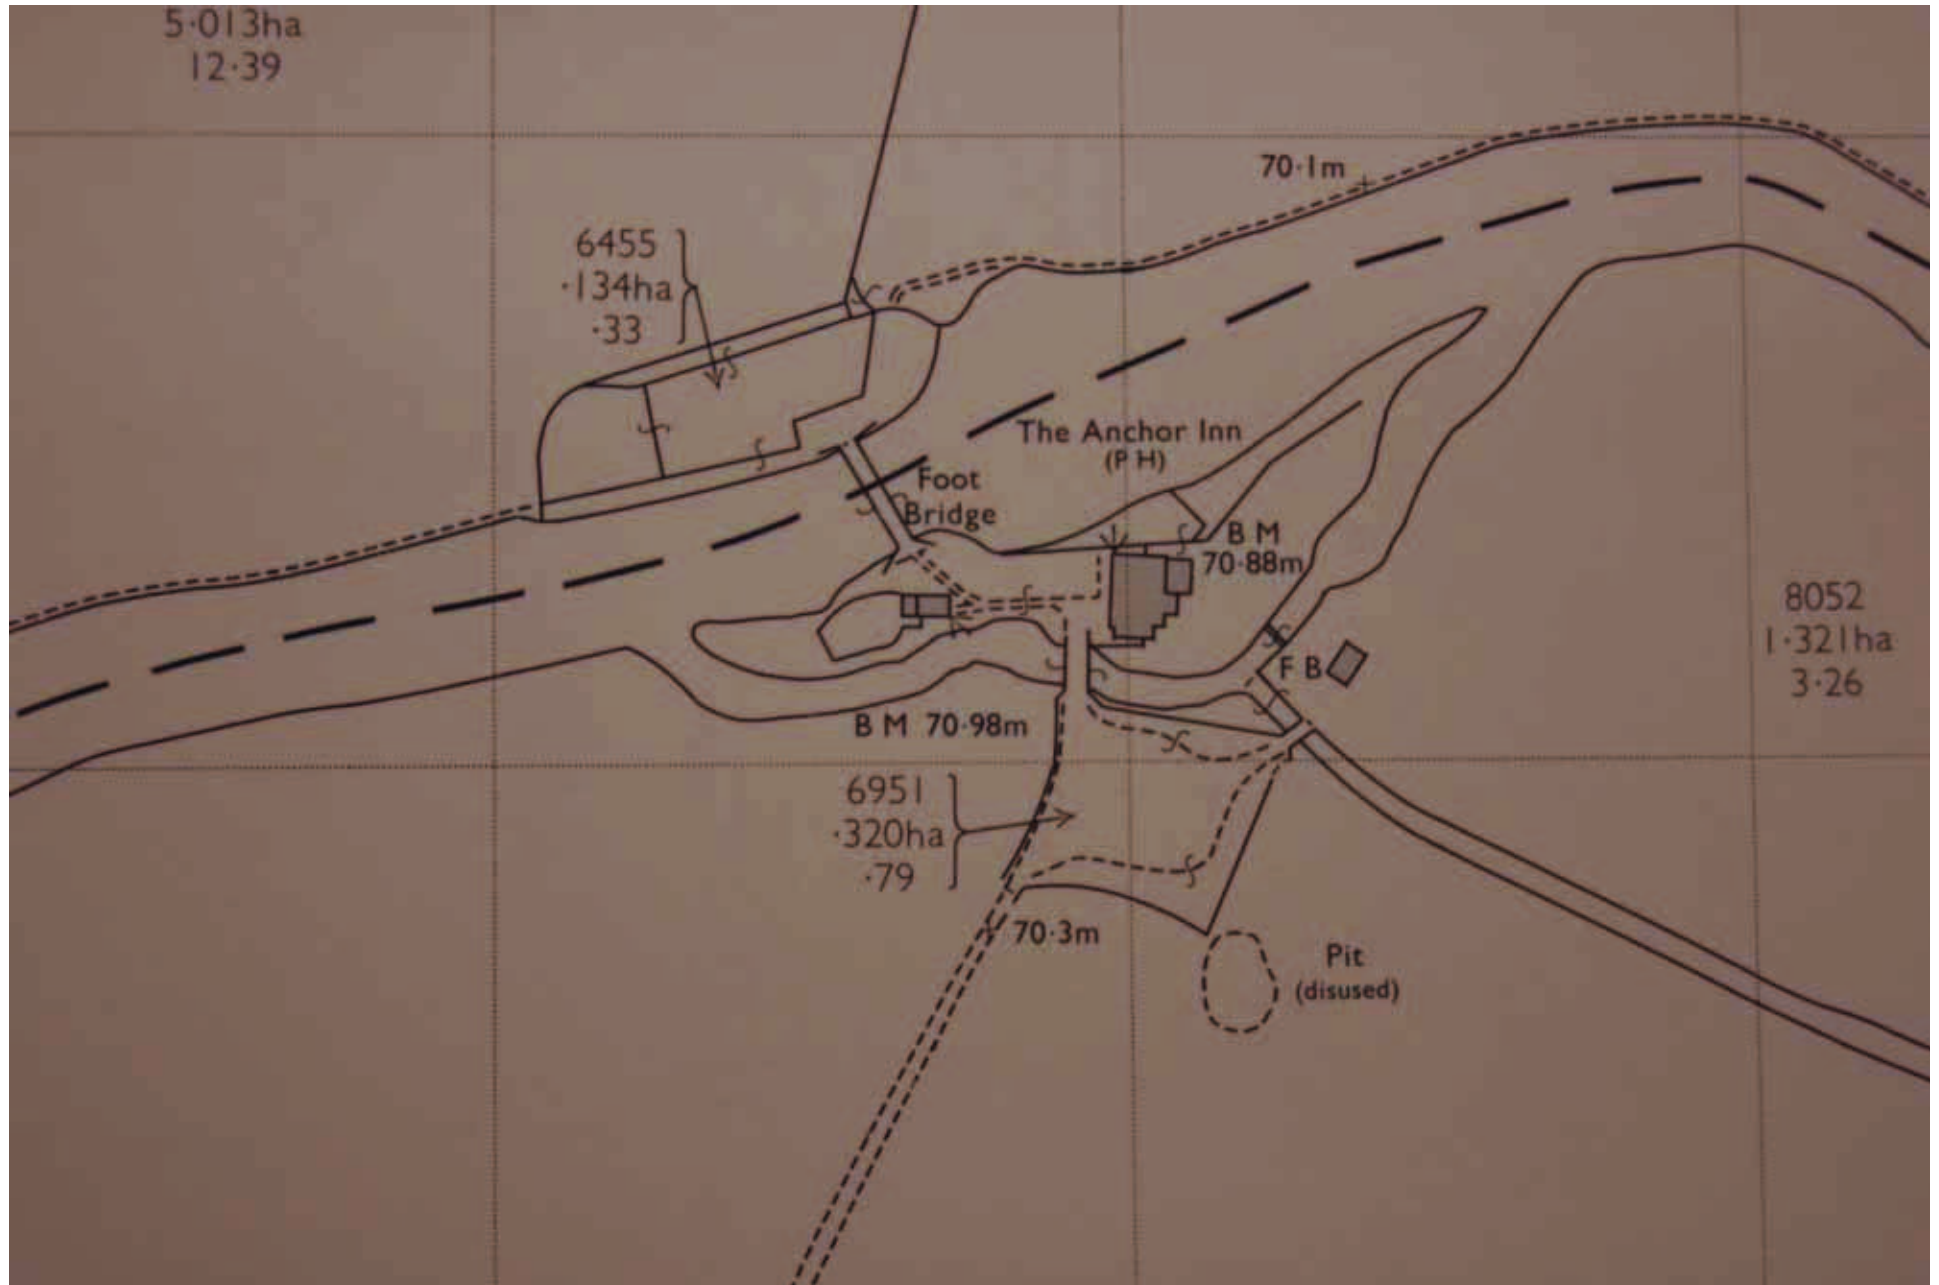 5·013ha
12·39
70·1m
6455
·134ha
·33
The Anchor Inn
(P H)
Foot
Bridge
B M
70·88m
8052
1·321ha
3·26
F B
B M 70·98m
6951
·320ha
·79
70·3m
Pit
(disused)